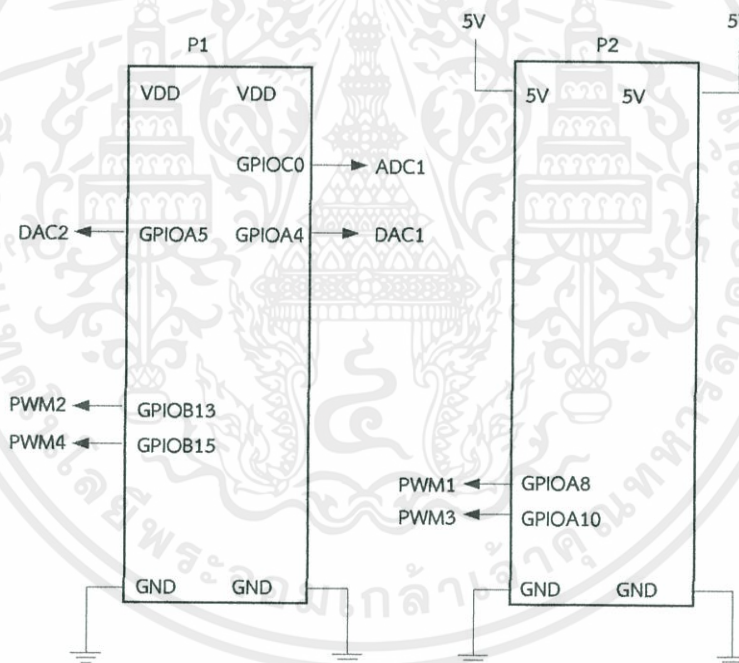 5V
5V
P1
P2
VDD VDD
5V 5V
GPIOC0 ADC1
DAC2 GPIOA5 GPIOA4 DAC1
PWM2 GPIOB13
PWM4 GPIOB15
PWM1 GPIOA8
PWM3 GPIOA10
GND GND
GND GND